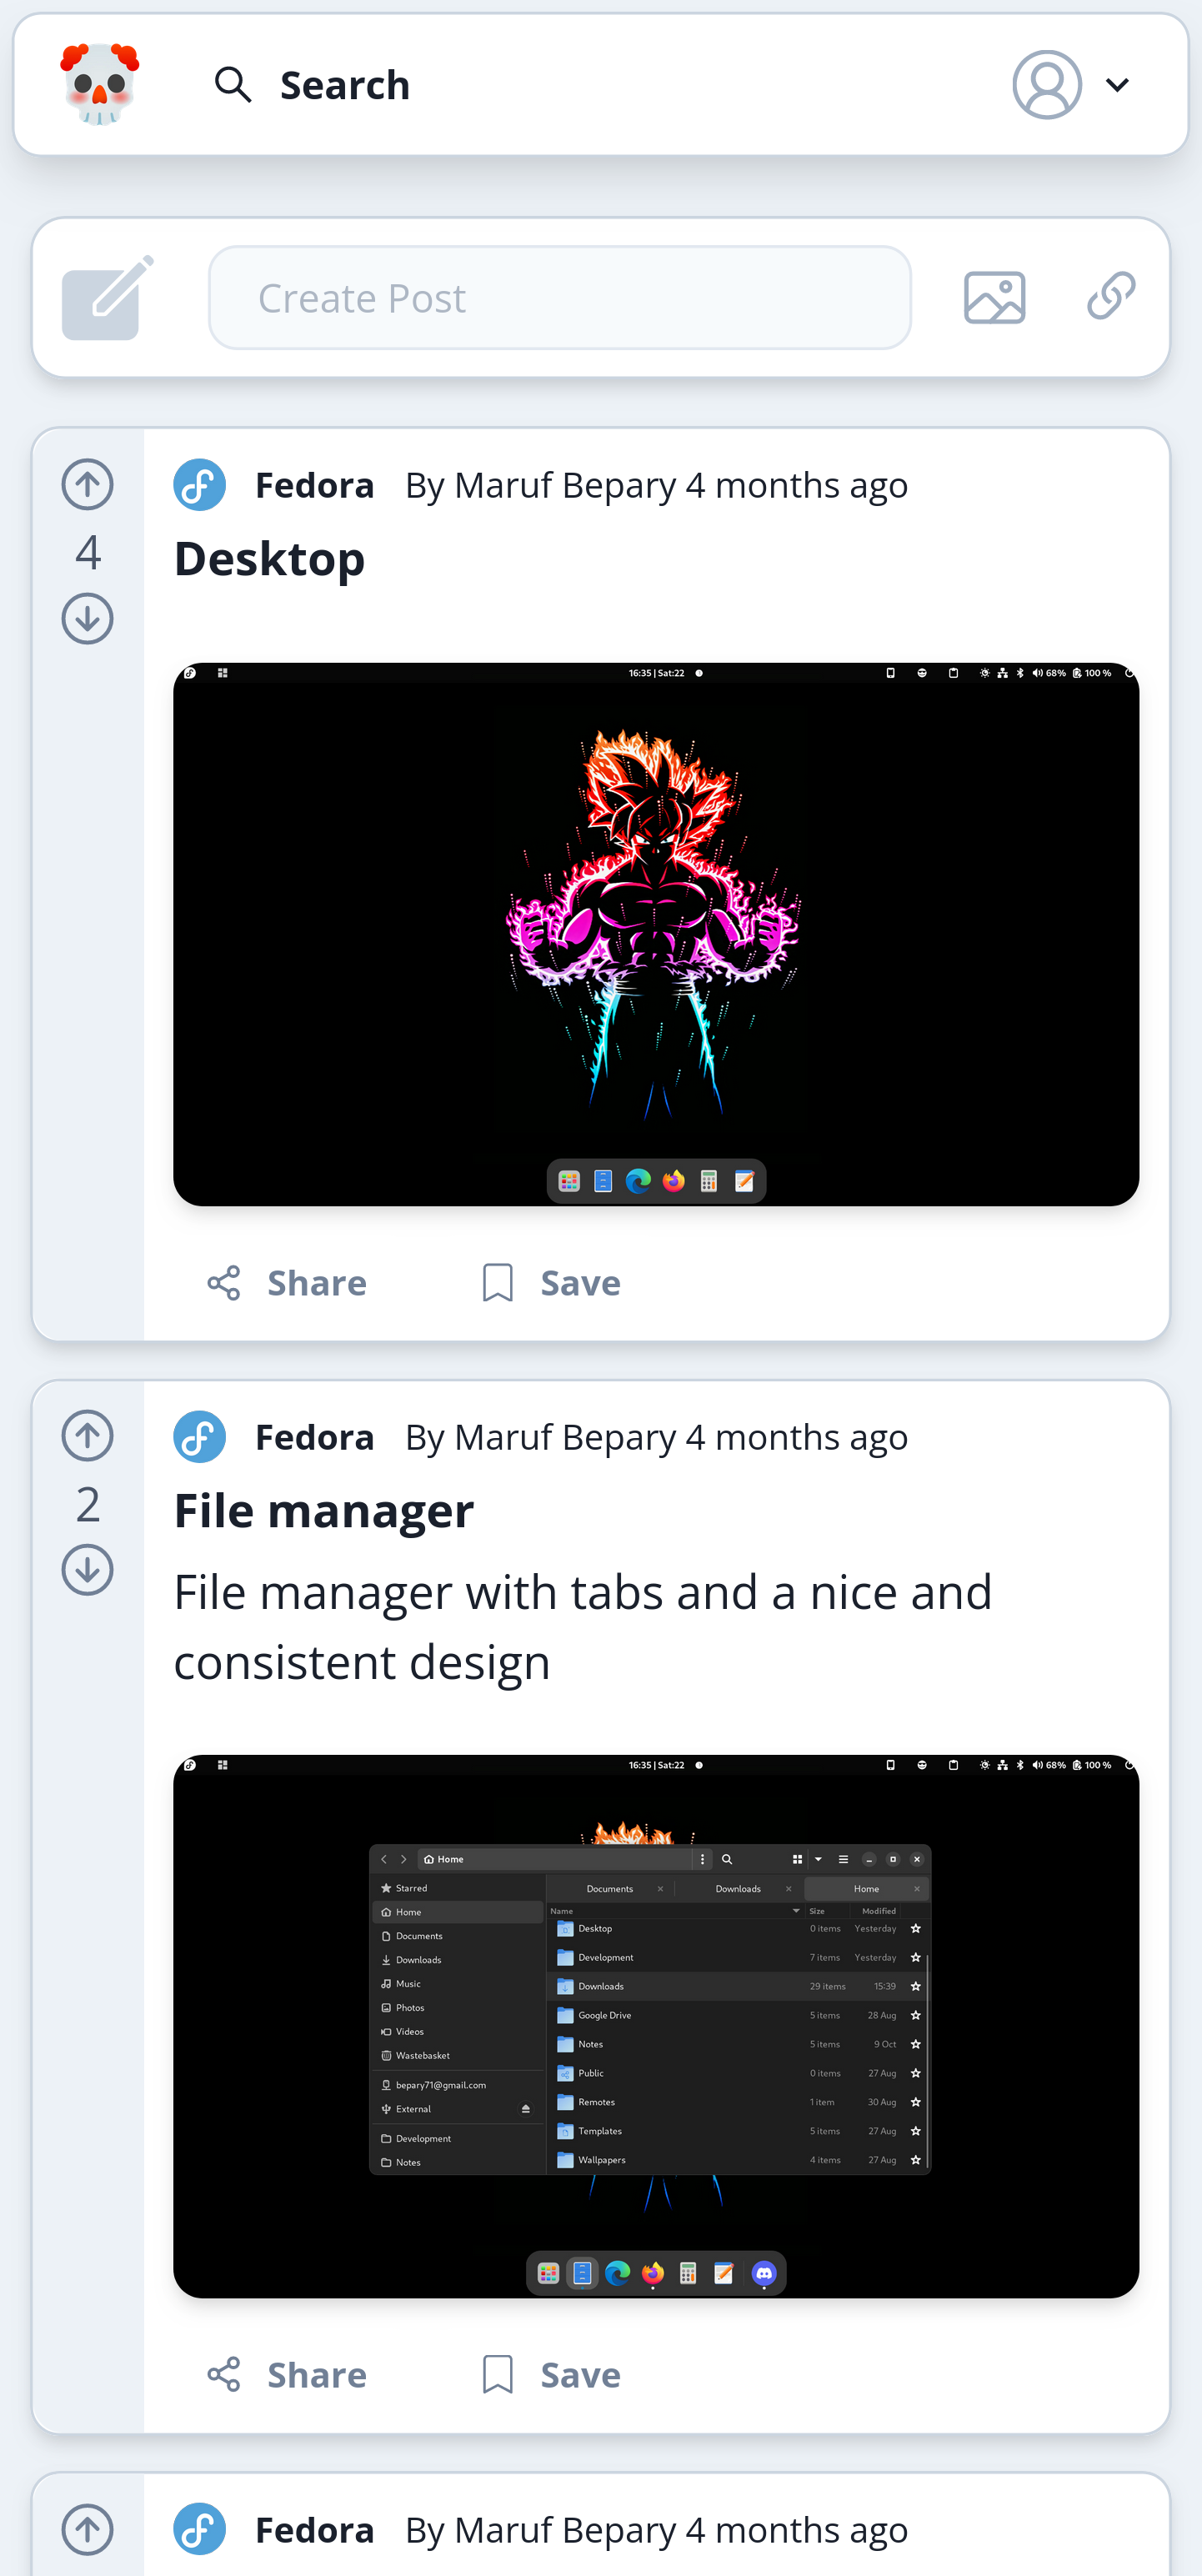 Search
Create Post
Fedora By Maruf Bepary 4 months ago
4
Desktop
16:35 | Sat:22
68% 100 %
Share Save
Fedora By Maruf Bepary 4 months ago
2
File manager
File manager with tabs and a nice and
consistent design
16:35 | Sat:22
68% 100 %
Home
Starred
Home
Documents
Downloads
Music
Photos
Videos
Wastebasket
bepary71@gmail.com
External
Development
Notes
Documents Downloads Home
Name Size Modified
Desktop 0 items Yesterday
Development 7 items Yesterday
Downloads 29 items 15:39
Google Drive 5 items 28 Aug
Notes 5 items 9 Oct
Public 0 items 27 Aug
Remotes 1 item 30 Aug
Templates 5 items 27 Aug
Wallpapers 4 items 27 Aug
Share Save
Fedora By Maruf Bepary 4 months ago